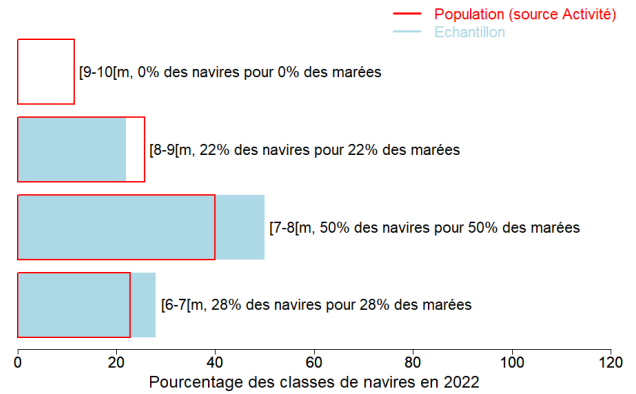 Population (source Activité)
Echantillon
[9-10[m, 0% des navires pour 0% des marées
[8-9[m, 22% des navires pour 22% des marées
[7-8[m, 50% des navires pour 50% des marées
[6-7[m, 28% des navires pour 28% des marées
0 20 40 60 80 100 120
Pourcentage des classes de navires en 2022